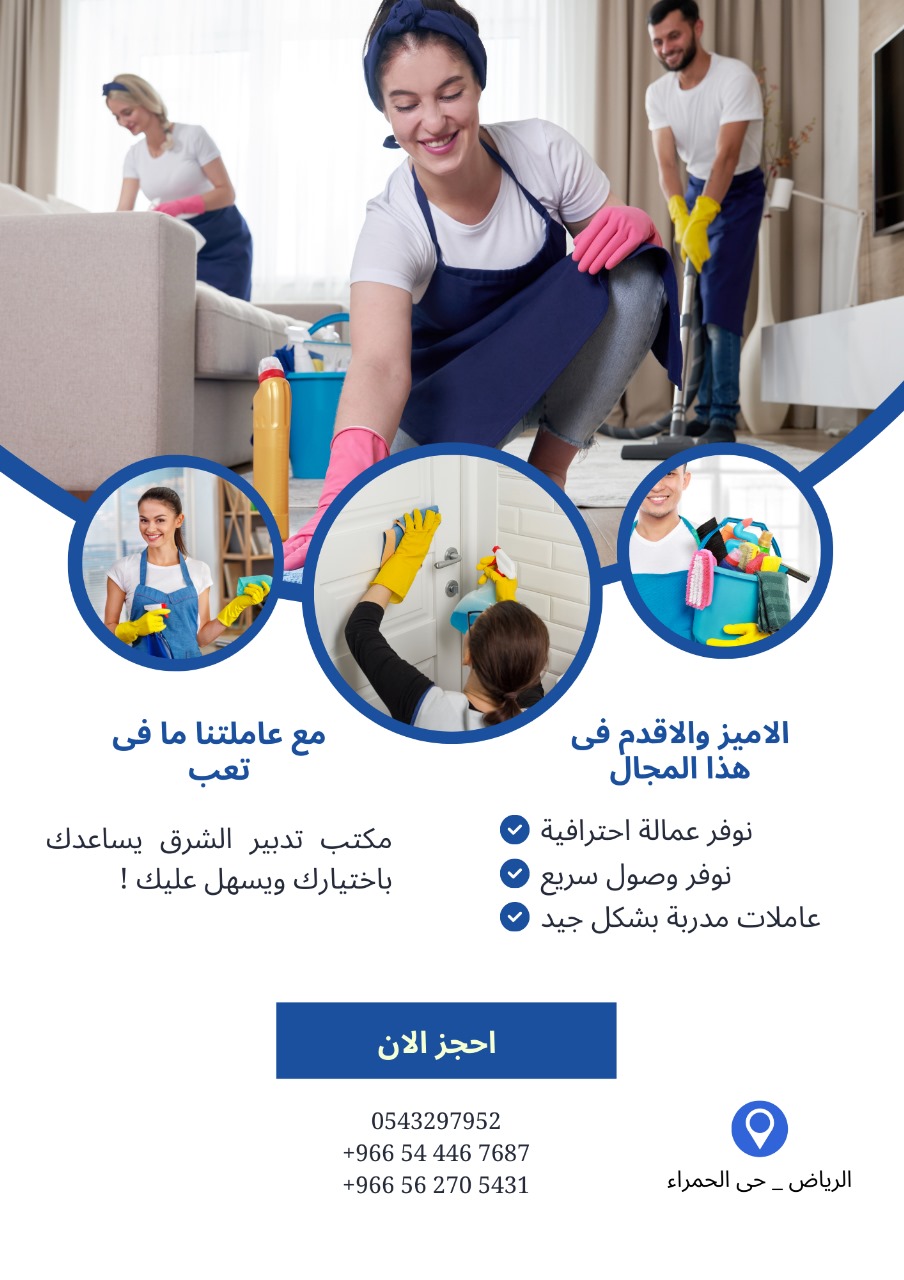 الاميز والاقدم فى
هذا المجال
نوفر عمالة احترافية
نوفر وصول سريع
عاملات مدربة بشكل جيد
مع عاملتنا ما فى
تعب
مكتب تدبير الشرق يساعدك
باختيارك ويسهل عليك !
احجز الان
0543297952
+966 54 446 7687
+966 56 270 5431
الرياض _ حى الحمراء